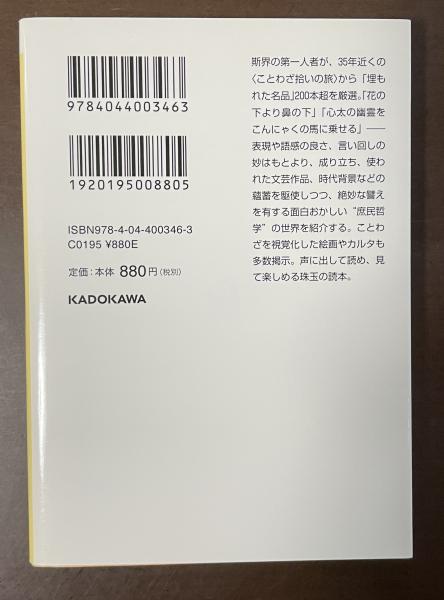 9784044003463
1920195008805
ISBN978-4-04-400346-3
C0195 ¥880E
定価:本体880円(税別)
KADOKAWA
斯界の第一人者が、35年近くの
〈ことわざ拾いの旅〉から「埋も
れた名品」200本超を厳選。「花の
下より鼻の下」「心太の幽霊を
こんにゃくの馬に乗せる」――
表現や語感の良さ、言い回しの
妙はもとより、成り立ち、使わ
れた文芸作品、時代背景などの
蘊蓄を駆使しつつ、絶妙な譬え
を有する面白おかしい“庶民哲
学”の世界を紹介する。ことわ
ざを視覚化した絵画やカルタも
多数掲示。声に出して読め、見
て楽しめる珠玉の読本。